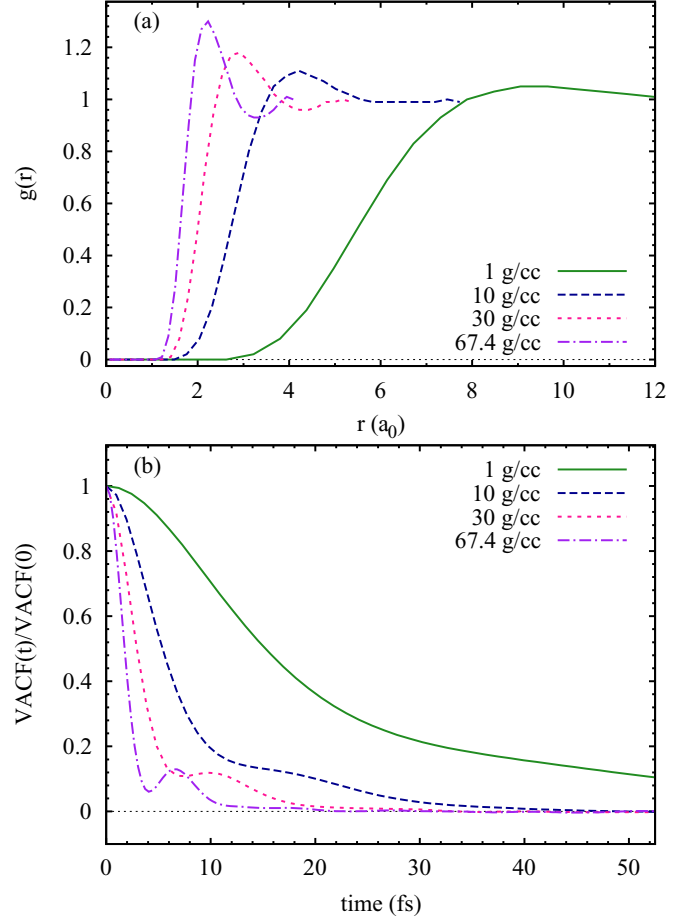 (a)
1.2
1
0.8
0.6
0.4
0.2
0
g(r)
1 g/cc
10 g/cc
30 g/cc
67.4 g/cc
0 2 4 6 8 10 12
r (a0)
(b)
1
0.8
0.6
0.4
0.2
0
VACF(t)/VACF(0)
1 g/cc
10 g/cc
30 g/cc
67.4 g/cc
0 10 20 30 40 50
time (fs)